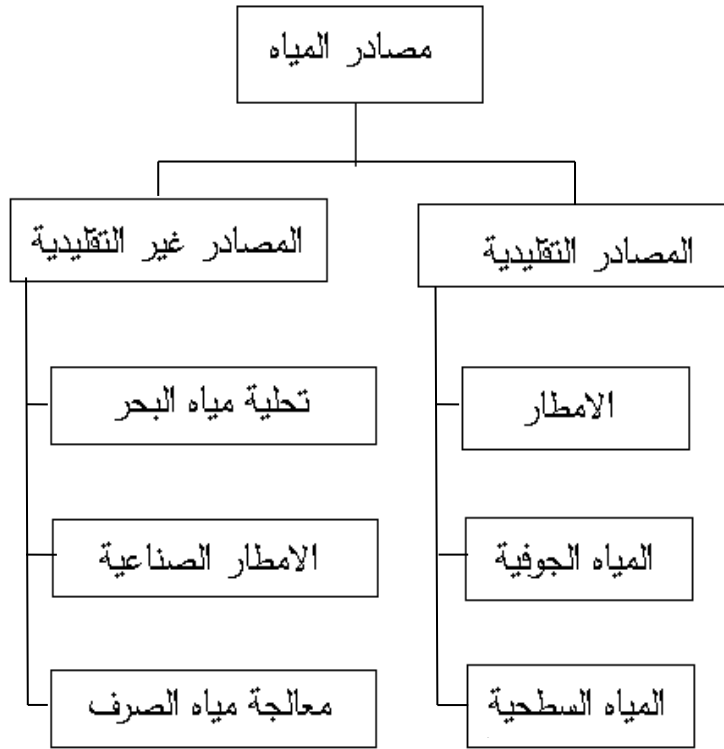 مصادر المياه
المصادر التقليدية
المصادر غير التقليدية
الامطار
تحلية مياه البحر
المياه الجوفية
الامطار الصناعية
المياه السطحية
معالجة مياه الصرف